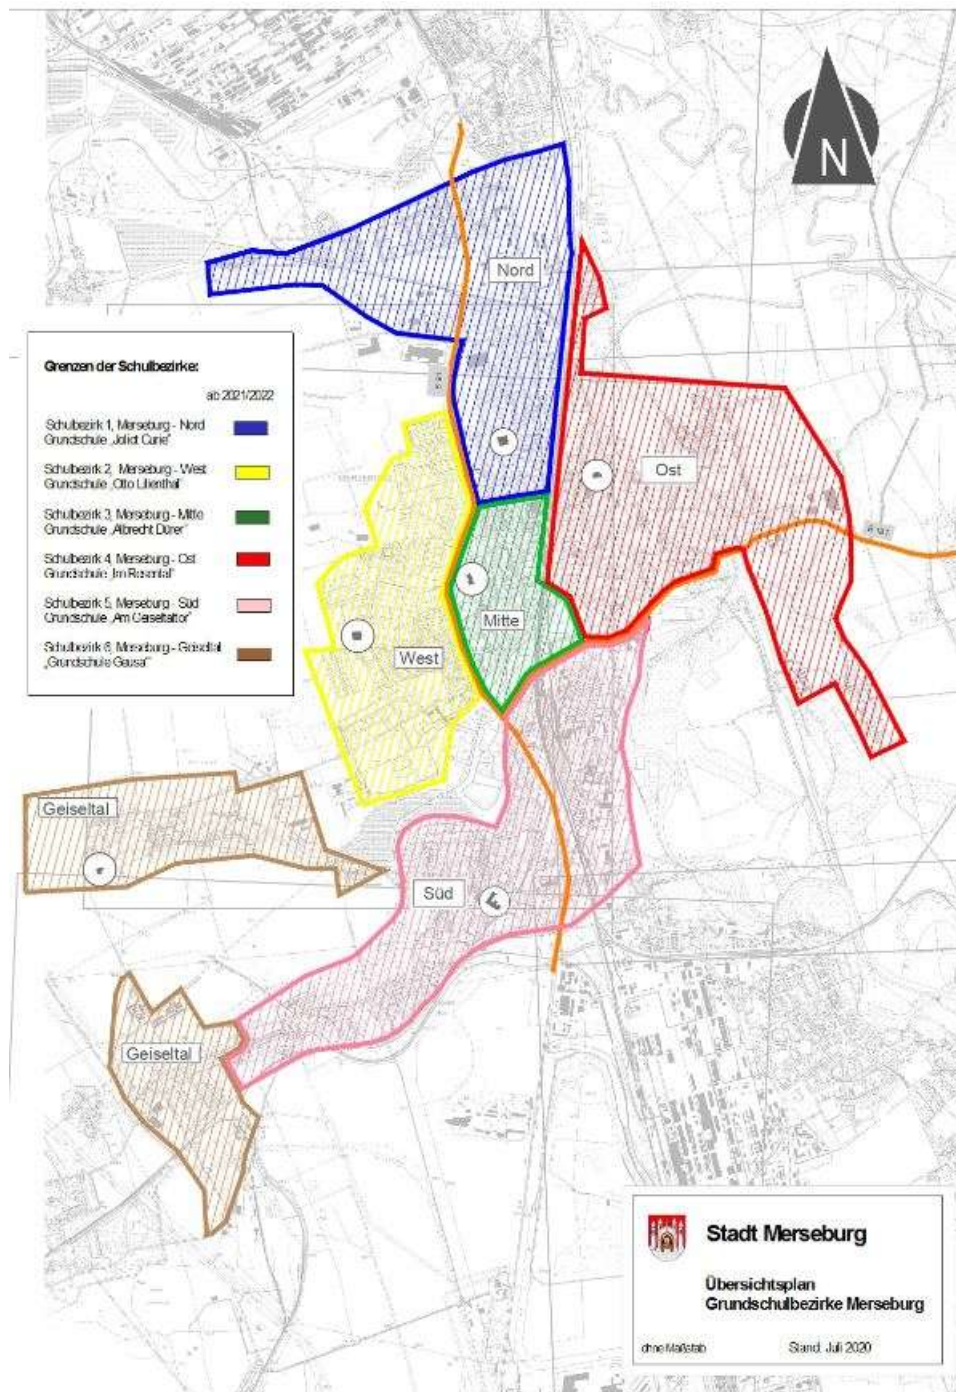 N
Nord
Grenzen der Schulbezirke:
ab 2021/2022
Schulbezirk 1, Merseburg - Nord
Grundschule „Joliot Curie“
Schulbezirk 2, Merseburg - West
Grundschule „Otto Lilienthal“
Schulbezirk 3, Merseburg - Mitte
Grundschule „Albrecht Dürer“
Schulbezirk 4, Merseburg - Ost
Grundschule „Im Rosental“
Schulbezirk 5, Merseburg - Süd
Grundschule „Am Geiseltaltor“
Schulbezirk 6, Merseburg - Geiseltal
„Grundschule Geusa“
Ost
Mitte
West
Geiseltal
Süd
Geiseltal
Stadt Merseburg
Übersichtsplan
Grundschulbezirke Merseburg
ohne Maßstab
Stand: Juli 2020